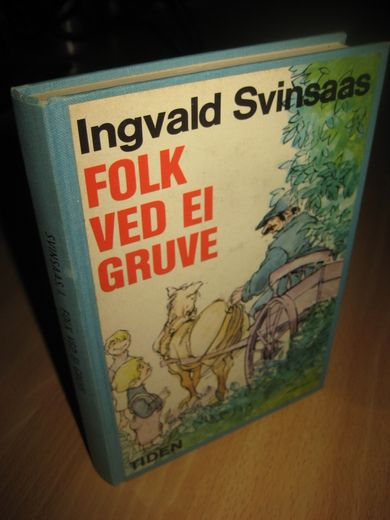 Ingvald Svinsaas
FOLK
VED EI
GRUVE
TIDEN
SVINSAAS I. FOLK VED EI GRUVE